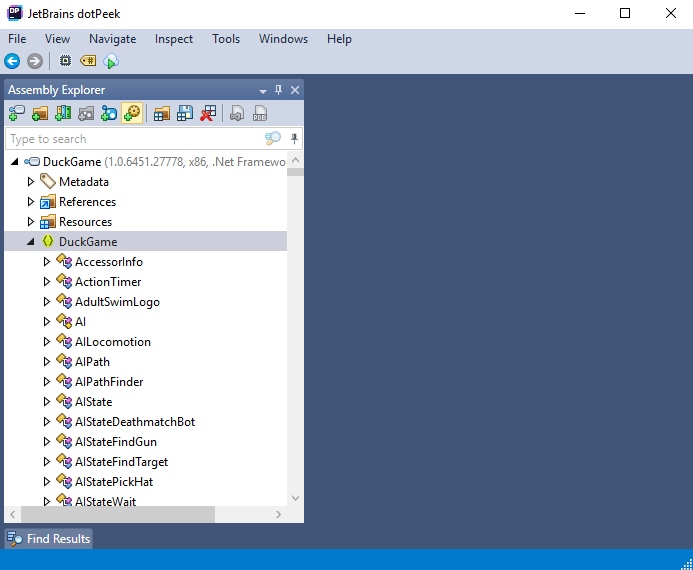 DP JetBrains dotPeek
File View Navigate Inspect Tools Windows Help
Assembly Explorer
Type to search
DuckGame (1.0.6451.27778, x86, .Net Framewo
Metadata
References
Resources
DuckGame
AccessorInfo
ActionTimer
AdultSwimLogo
AI
AILocomotion
AIPath
AIPathFinder
AIState
AIStateDeathmatchBot
AIStateFindGun
AIStateFindTarget
AIStatePickHat
AIStateWait
Find Results